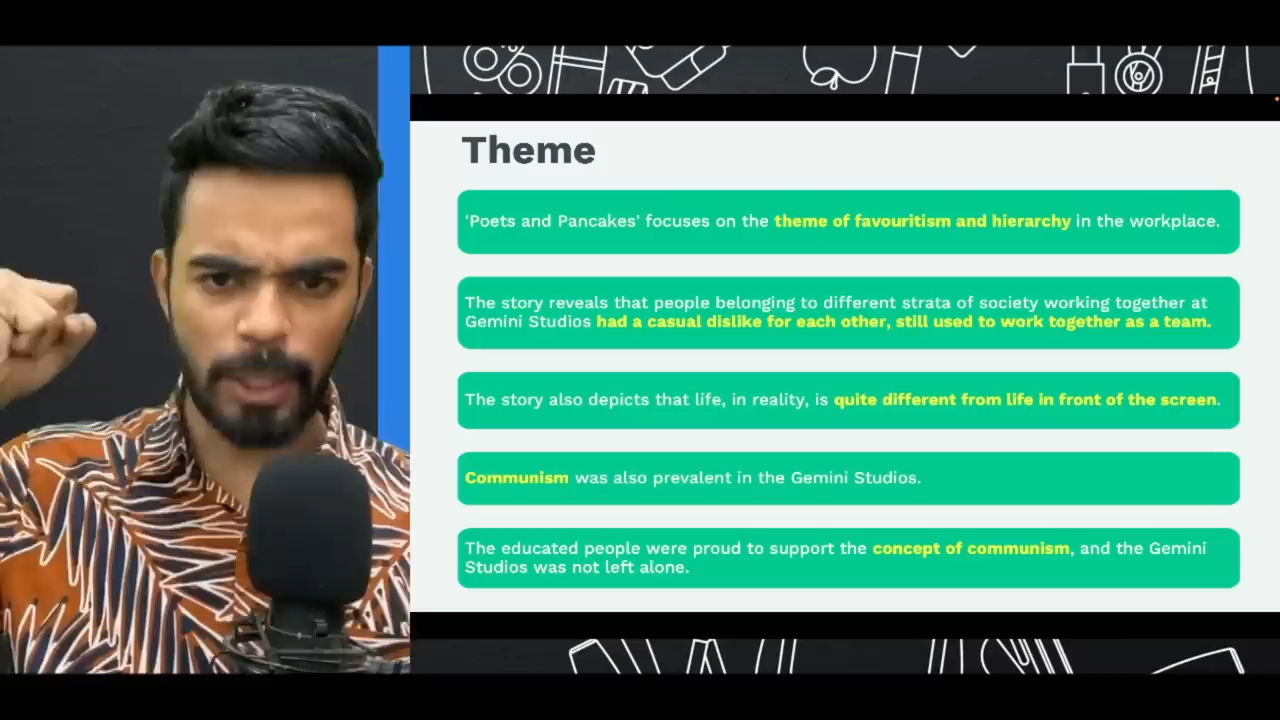 Theme
'Poets and Pancakes' focuses on the theme of favouritism and hierarchy in the workplace.
The story reveals that people belonging to different strata of society working together at
Gemini Studios had a casual dislike for each other, still used to work together as a team.
The story also depicts that life, in reality, is quite different from life in front of the screen.
Communism was also prevalent in the Gemini Studios.
The educated people were proud to support the concept of communism, and the Gemini
Studios was not left alone.